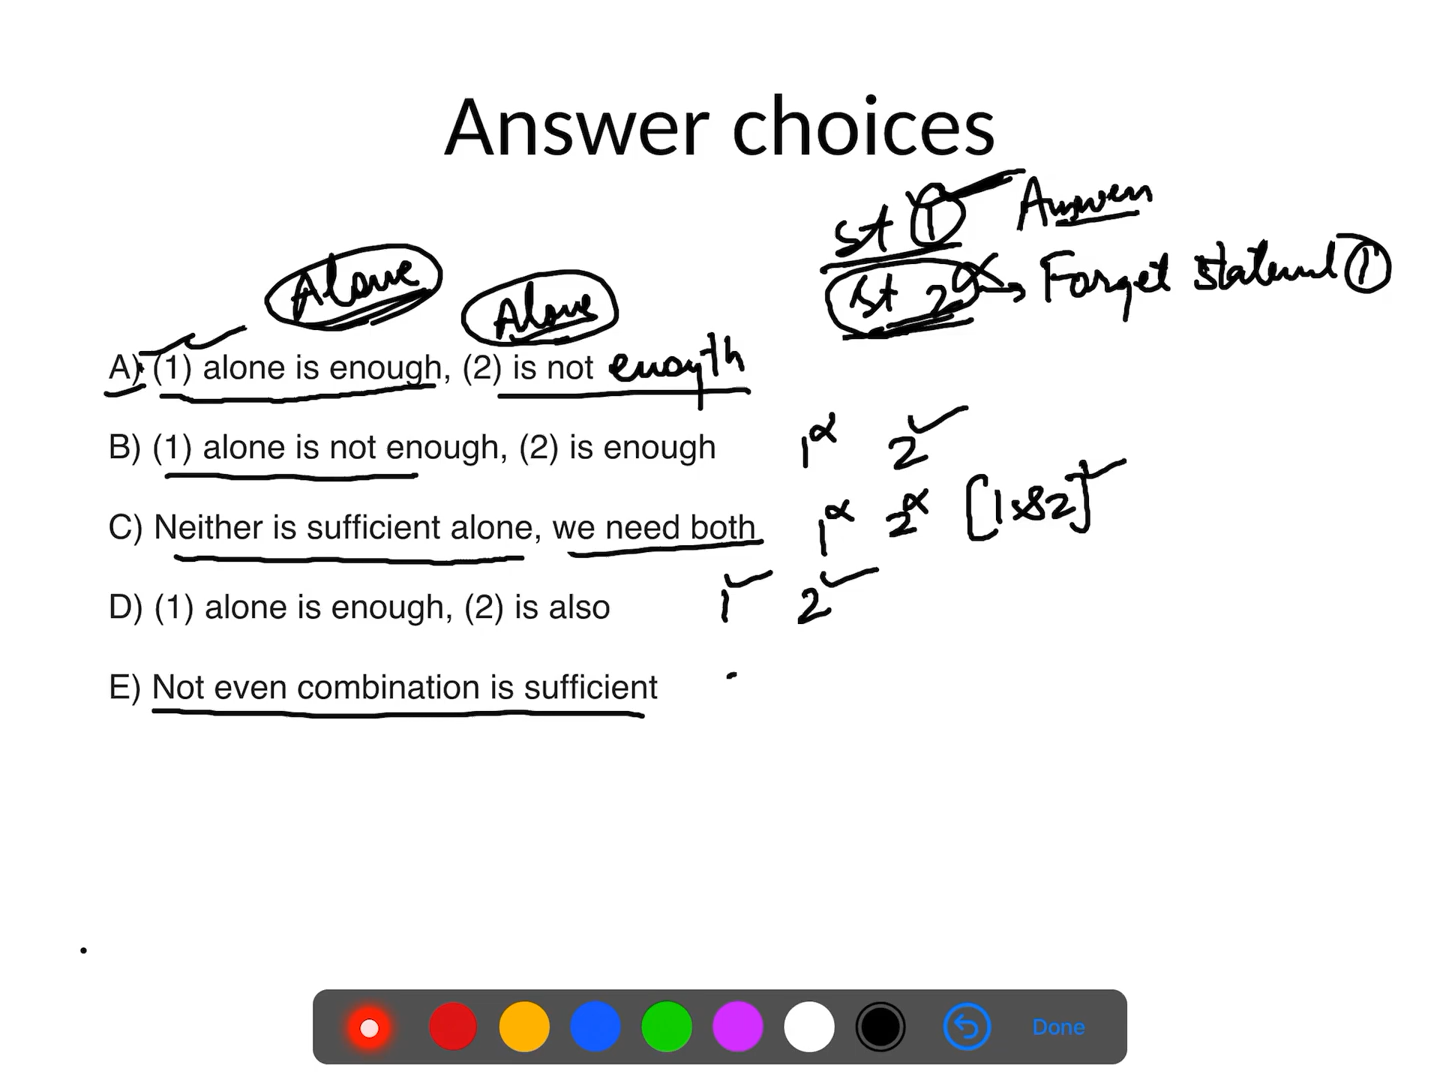 Answer choices
st 1 Answer
Alone Alone st 2 Forget statement 1
A) (1) alone is enough, (2) is not enough
B) (1) alone is not enough, (2) is enough 1 2
C) Neither is sufficient alone, we need both 1 2 [1&2]
D) (1) alone is enough, (2) is also 1 2
E) Not even combination is sufficient
Done